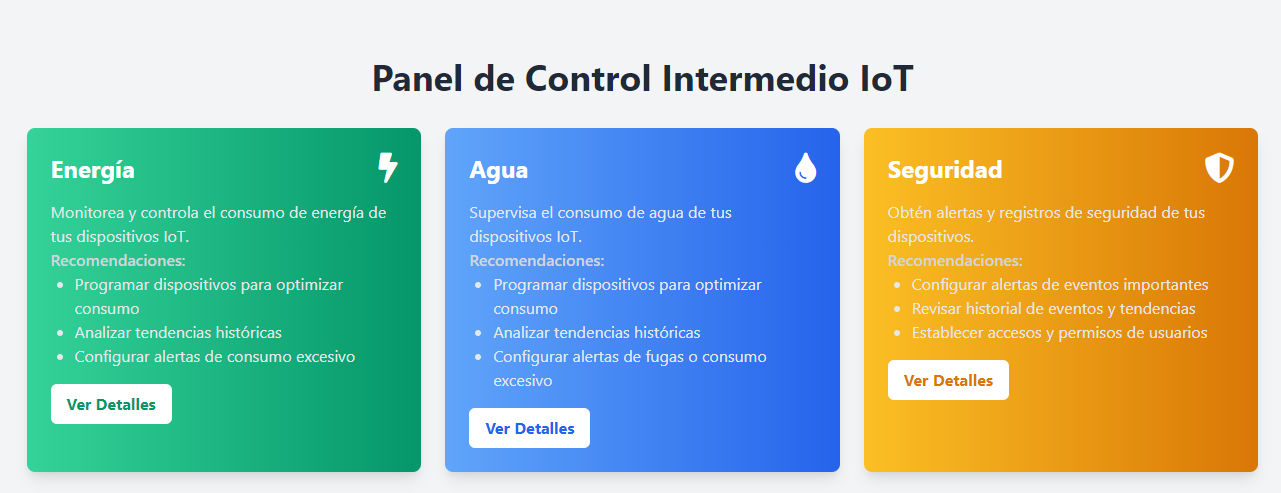 Panel de Control Intermedio IoT
Energía
Monitorea y controla el consumo de energía de
tus dispositivos IoT.
Recomendaciones:
Programar dispositivos para optimizar
consumo
Analizar tendencias históricas
Configurar alertas de consumo excesivo
Ver Detalles
Agua
Supervisa el consumo de agua de tus
dispositivos IoT.
Recomendaciones:
Programar dispositivos para optimizar
consumo
Analizar tendencias históricas
Configurar alertas de fugas o consumo
excesivo
Ver Detalles
Seguridad
Obtén alertas y registros de seguridad de tus
dispositivos.
Recomendaciones:
Configurar alertas de eventos importantes
Revisar historial de eventos y tendencias
Establecer accesos y permisos de usuarios
Ver Detalles